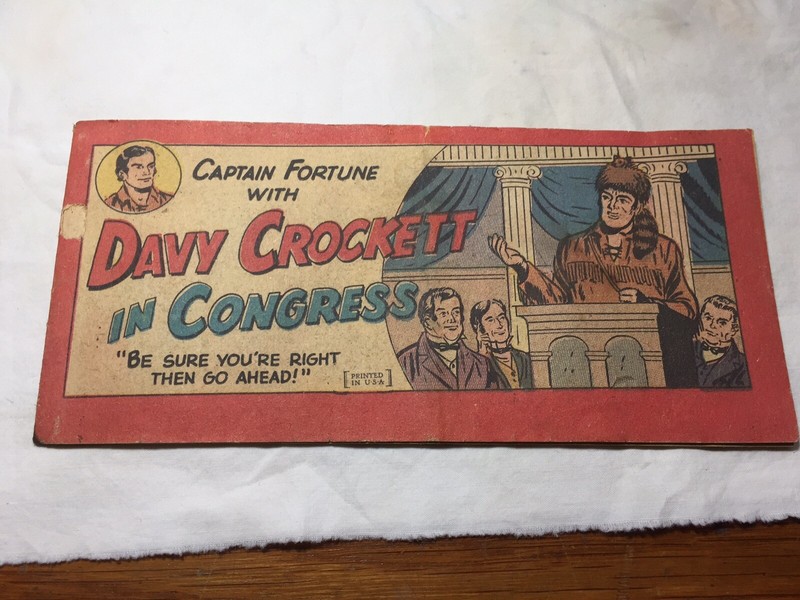 CAPTAIN FORTUNE
WITH
DAVY CROCKETT
IN CONGRESS
"BE SURE YOU'RE RIGHT
THEN GO AHEAD!"
[PRINTED
IN U·S·A]